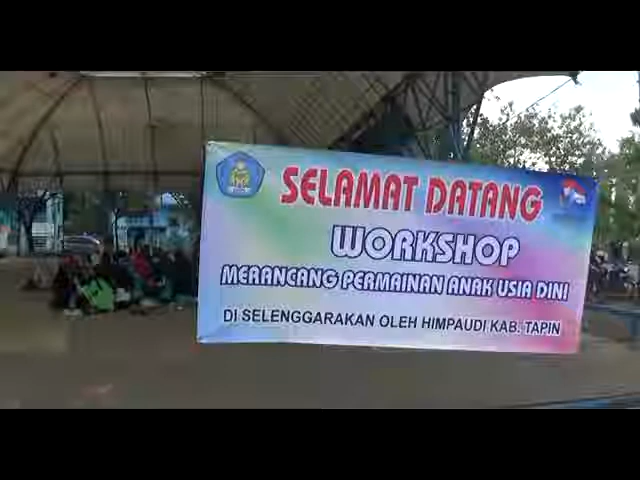 SELAMAT DATANG
WORKSHOP
MERANCANG PERMAINAN ANAK USIA DINI
DI SELENGGARAKAN OLEH HIMPAUDI KAB. TAPIN